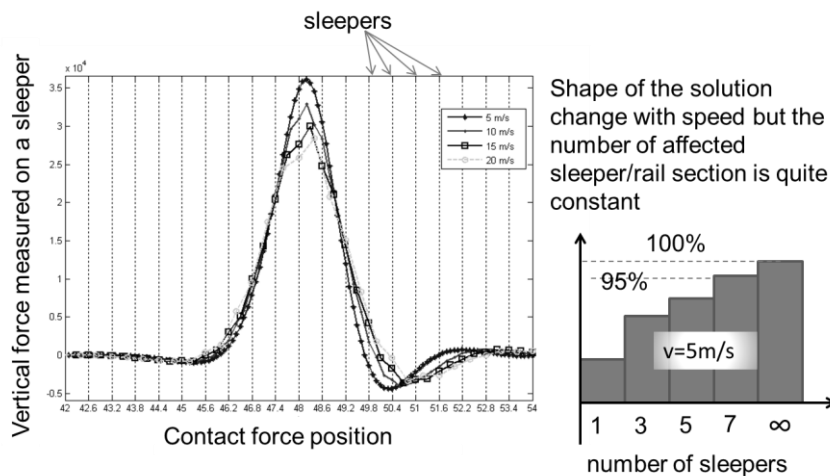 sleepers
x 10⁴
Vertical force measured on a sleeper
3.5
3
2.5
2
1.5
1
0.5
0
-0.5
5 m/s
10 m/s
15 m/s
20 m/s
42 42.6 43.2 43.8 44.4 45 45.6 46.2 46.8 47.4 48 48.6 49.2 49.8 50.4 51 51.6 52.2 52.8 53.4 54
Contact force position
Shape of the solution
change with speed but the
number of affected
sleeper/rail section is quite
constant
100%
95%
v=5m/s
1 3 5 7 ∞
number of sleepers